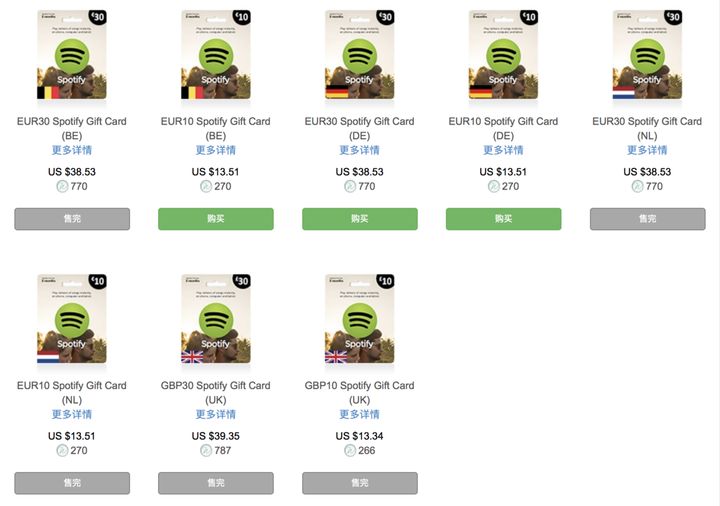 €30
£10
€30
£10
€30
Spotify
Spotify
Spotify
Spotify
Spotify
EUR30 Spotify Gift Card
(BE)
更多详情
US $38.53
770
售完
EUR10 Spotify Gift Card
(BE)
更多详情
US $13.51
270
购买
EUR30 Spotify Gift Card
(DE)
更多详情
US $38.53
770
购买
EUR10 Spotify Gift Card
(DE)
更多详情
US $13.51
270
购买
EUR30 Spotify Gift Card
(NL)
更多详情
US $38.53
770
售完
Spotify
Spotify
Spotify
EUR10 Spotify Gift Card
(NL)
更多详情
US $13.51
270
售完
GBP30 Spotify Gift Card
(UK)
更多详情
US $39.35
787
售完
GBP10 Spotify Gift Card
(UK)
更多详情
US $13.34
266
售完